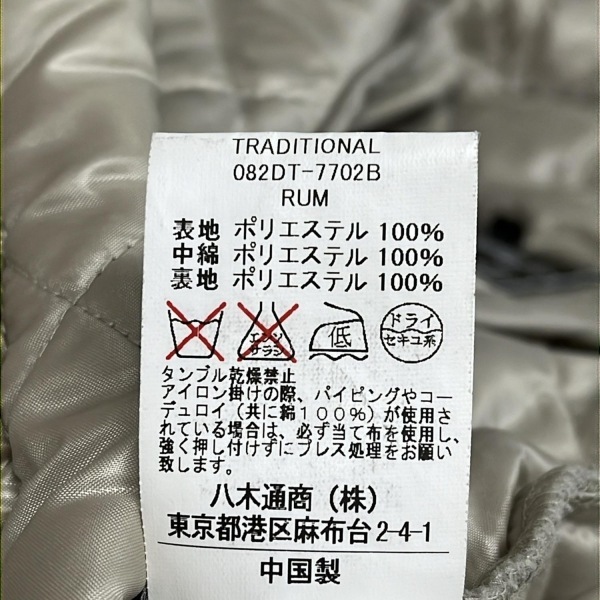 TRADITIONAL
082DT-7702B
RUM
表地 ポリエステル 100%
中綿 ポリエステル 100%
裏地 ポリエステル 100%
エンソ
サラシ
低
ドライ
セキユ系
タンブル乾燥禁止
アイロン掛けの際、パイピングやコー
デュロイ(共に綿100%)が使用さ
れている場合は、必ず当て布を使用し、
強く押し付けずにプレス処理をお願い
致します。
八木通商(株)
東京都港区麻布台2-4-1
中国製